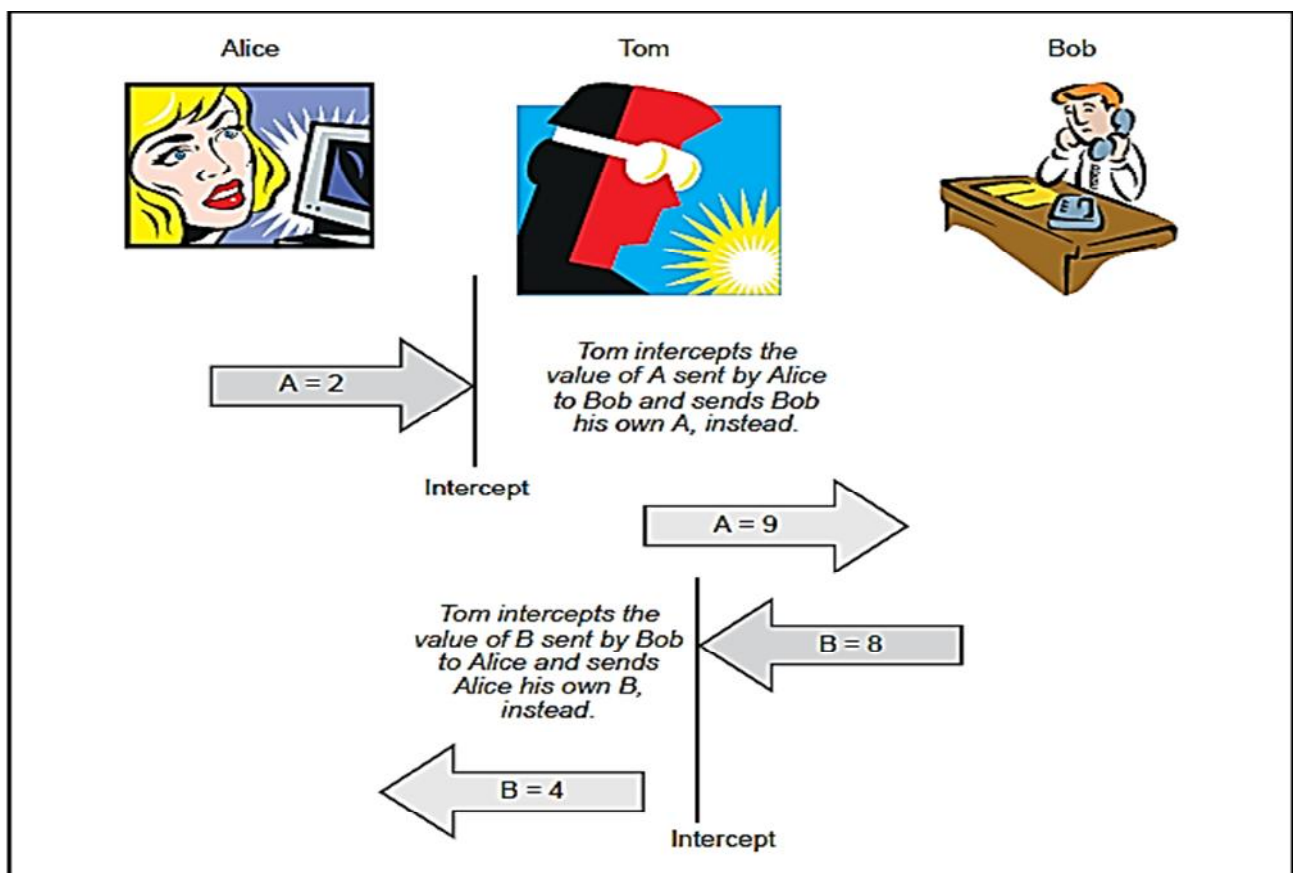 Alice
Tom
Bob
A = 2
Tom intercepts the
value of A sent by Alice
to Bob and sends Bob
his own A, instead.
Intercept
A = 9
Tom intercepts the
value of B sent by Bob
to Alice and sends
Alice his own B,
instead.
B = 8
B = 4
Intercept